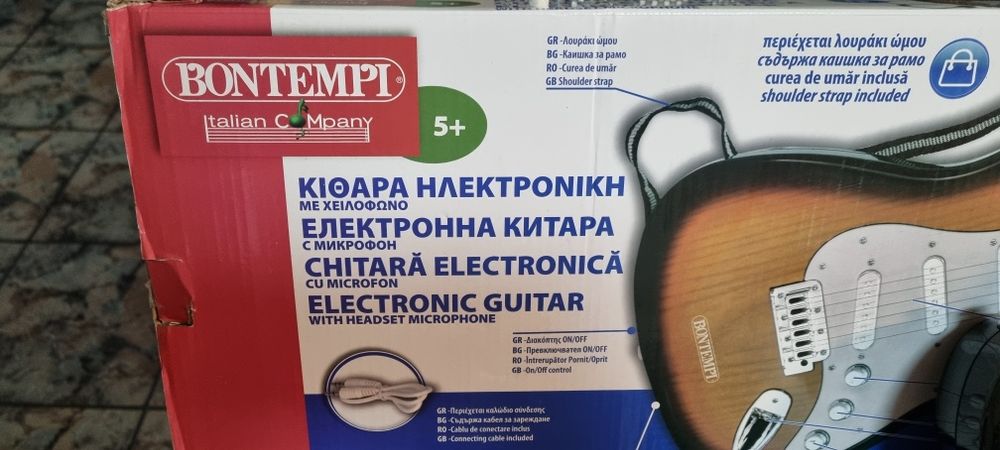 BONTEMPI®
Italian CoMpany
5+
ΚΙΘΑΡΑ ΗΛΕΚΤΡΟΝΙΚΗ
ΜΕ ΧΕΙΛΟΦΩΝΟ
ЕЛЕКТРОННА КИТАРА
С МИКРОФОН
CHITARĂ ELECTRONICĂ
CU MICROFON
ELECTRONIC GUITAR
WITH HEADSET MICROPHONE
GR -Λουράκι ώμου
BG -Каишка за рамо
RO -Curea de umăr
GB Shoulder strap
περιέχεται λουράκι ώμου
съдържа каишка за рамо
curea de umăr inclusă
shoulder strap included
GR -Διακόπτης ON/OFF
BG -Превключвател ON/OFF
RO -Întrerupător Pornit/Oprit
GB -On/Off control
GR -Περιέχει καλώδιο σύνδεσης
BG -Съдържа кабел за зареждане
RO -Cablu de conectare inclus
GB -Connecting cable included
BONTEMPI